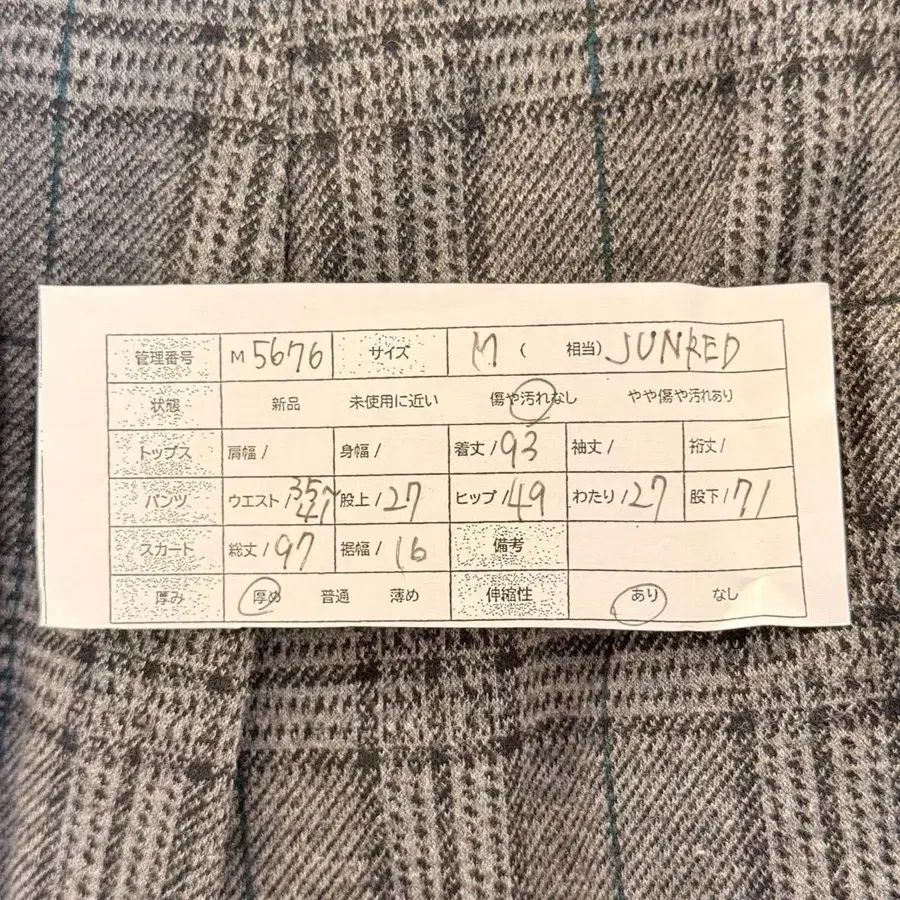 管理番号 M 5676 サイズ M ( 相当) JUNRED
状態 新品 未使用に近い 傷や汚れなし やや傷や汚れあり
トップス 肩幅 / 身幅 / 着丈 / 93 袖丈 / 裄丈 /
パンツ ウエスト / 35〜41 股上 / 27 ヒップ / 49 わたり / 27 股下 / 71
スカート 総丈 / 97 裾幅 / 16 備考
厚み 厚め 普通 薄め 伸縮性 あり なし